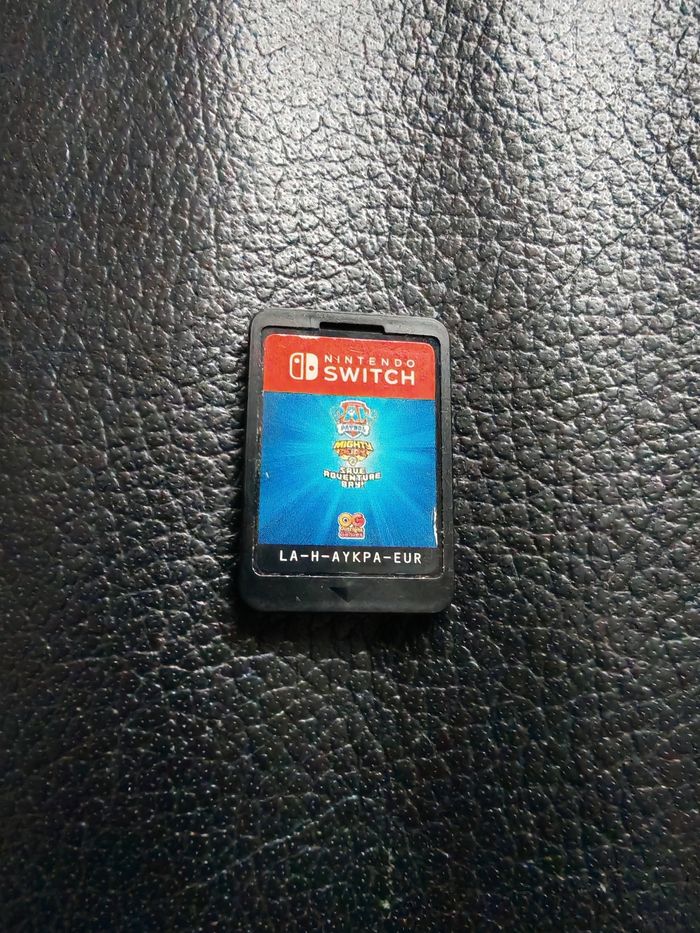 NINTENDO
SWITCH
PAW
PATROL
MIGHTY
PUPS
SAVE
ADVENTURE
BAY!
LA-H-AYKPA-EUR